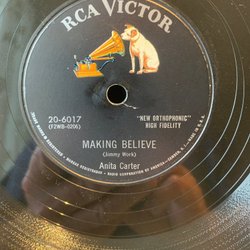 RCA VICTOR
20-6017
(F2WB-0206)
"NEW ORTHOPHONIC"
HIGH FIDELITY
MAKING BELIEVE
(Jimmy Work)
Anita Carter